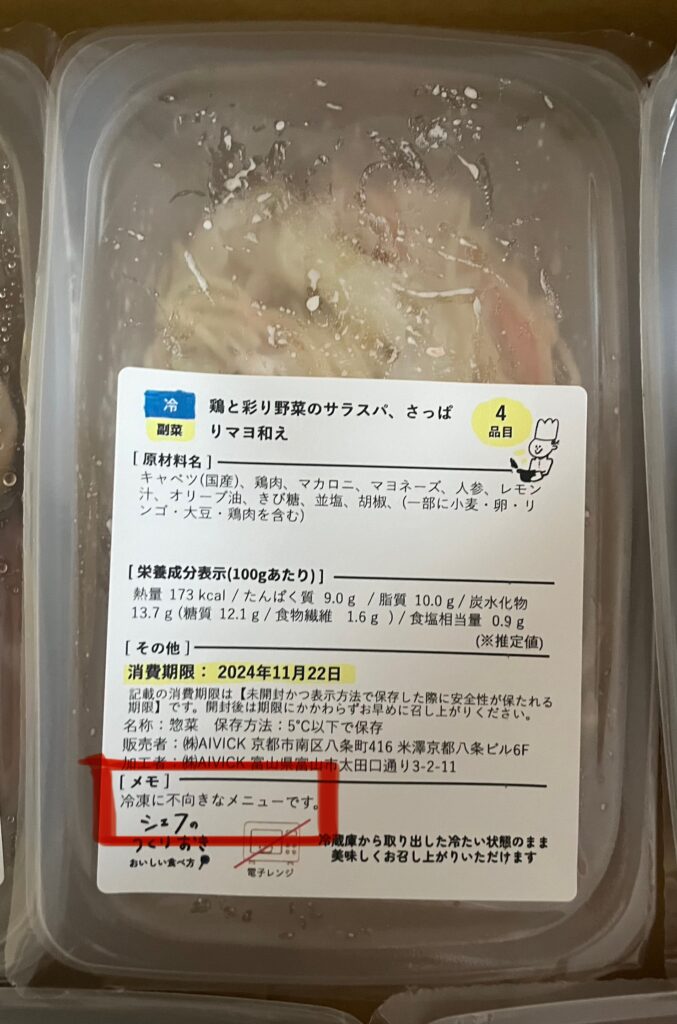 冷
副菜
鶏と彩り野菜のサラスパ、さっぱ
りマヨ和え
4
品目
[ 原材料名 ]
キャベツ(国産)、鶏肉、マカロニ、マヨネーズ、人参、レモン
汁、オリーブ油、きび糖、並塩、胡椒、(一部に小麦・卵・リ
ンゴ・大豆・鶏肉を含む)
[ 栄養成分表示(100gあたり) ]
熱量 173 kcal / たんぱく質 9.0 g / 脂質 10.0 g / 炭水化物
13.7 g ( 糖質 12.1 g / 食物繊維 1.6 g ) / 食塩相当量 0.9 g
(※推定値)
[ その他 ]
消費期限： 2024年11月22日
記載の消費期限は【未開封かつ表示方法で保存した際に安全性が保たれる
期限】です。開封後は期限にかかわらずお早めに召し上がりください。
名称：惣菜 保存方法：5℃以下で保存
販売者：㈱AIVICK 京都市南区八条町416 米澤京都八条ビル6F
加工者：㈱AIVICK 富山県富山市太田口通り3-2-11
[ メモ ]
冷凍に不向きなメニューです。
シェフの
つくりおき
おいしい食べ方
電子レンジ
冷蔵庫から取り出した冷たい状態のまま
美味しくお召し上がりいただけます